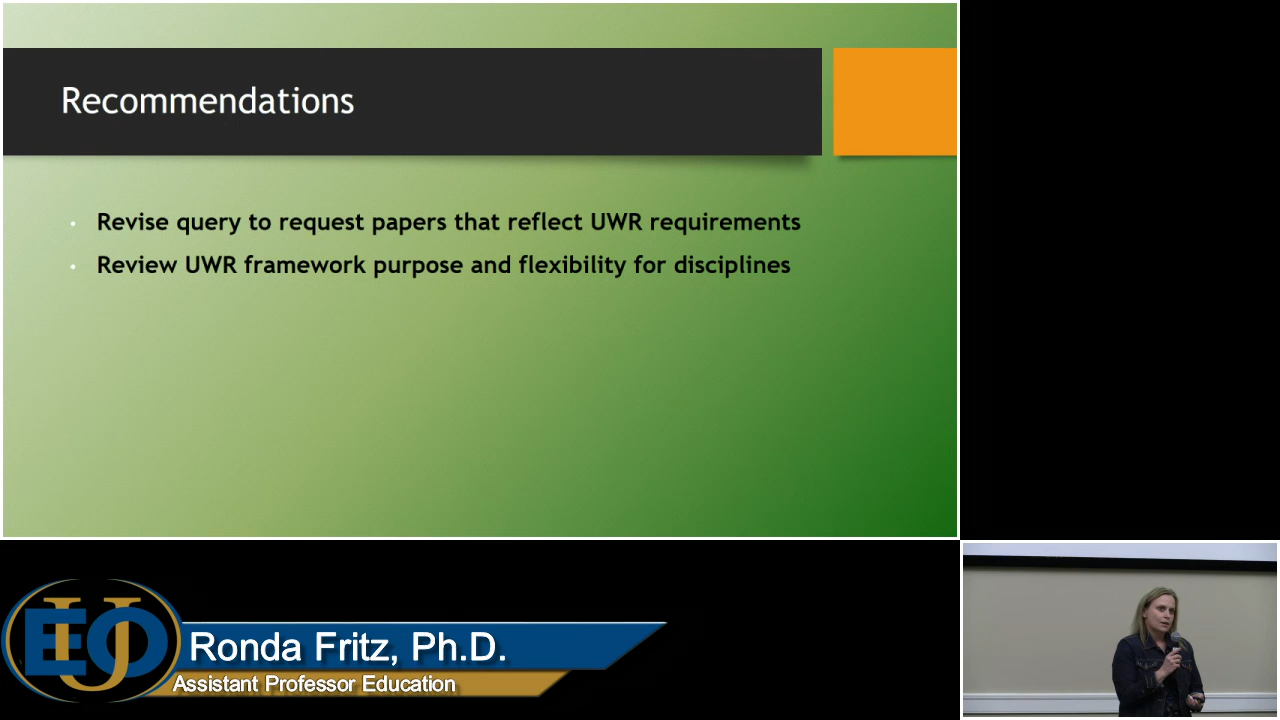 Recommendations
• Revise query to request papers that reflect UWR requirements
• Review UWR framework purpose and flexibility for disciplines
EOU
Ronda Fritz, Ph.D.
Assistant Professor Education